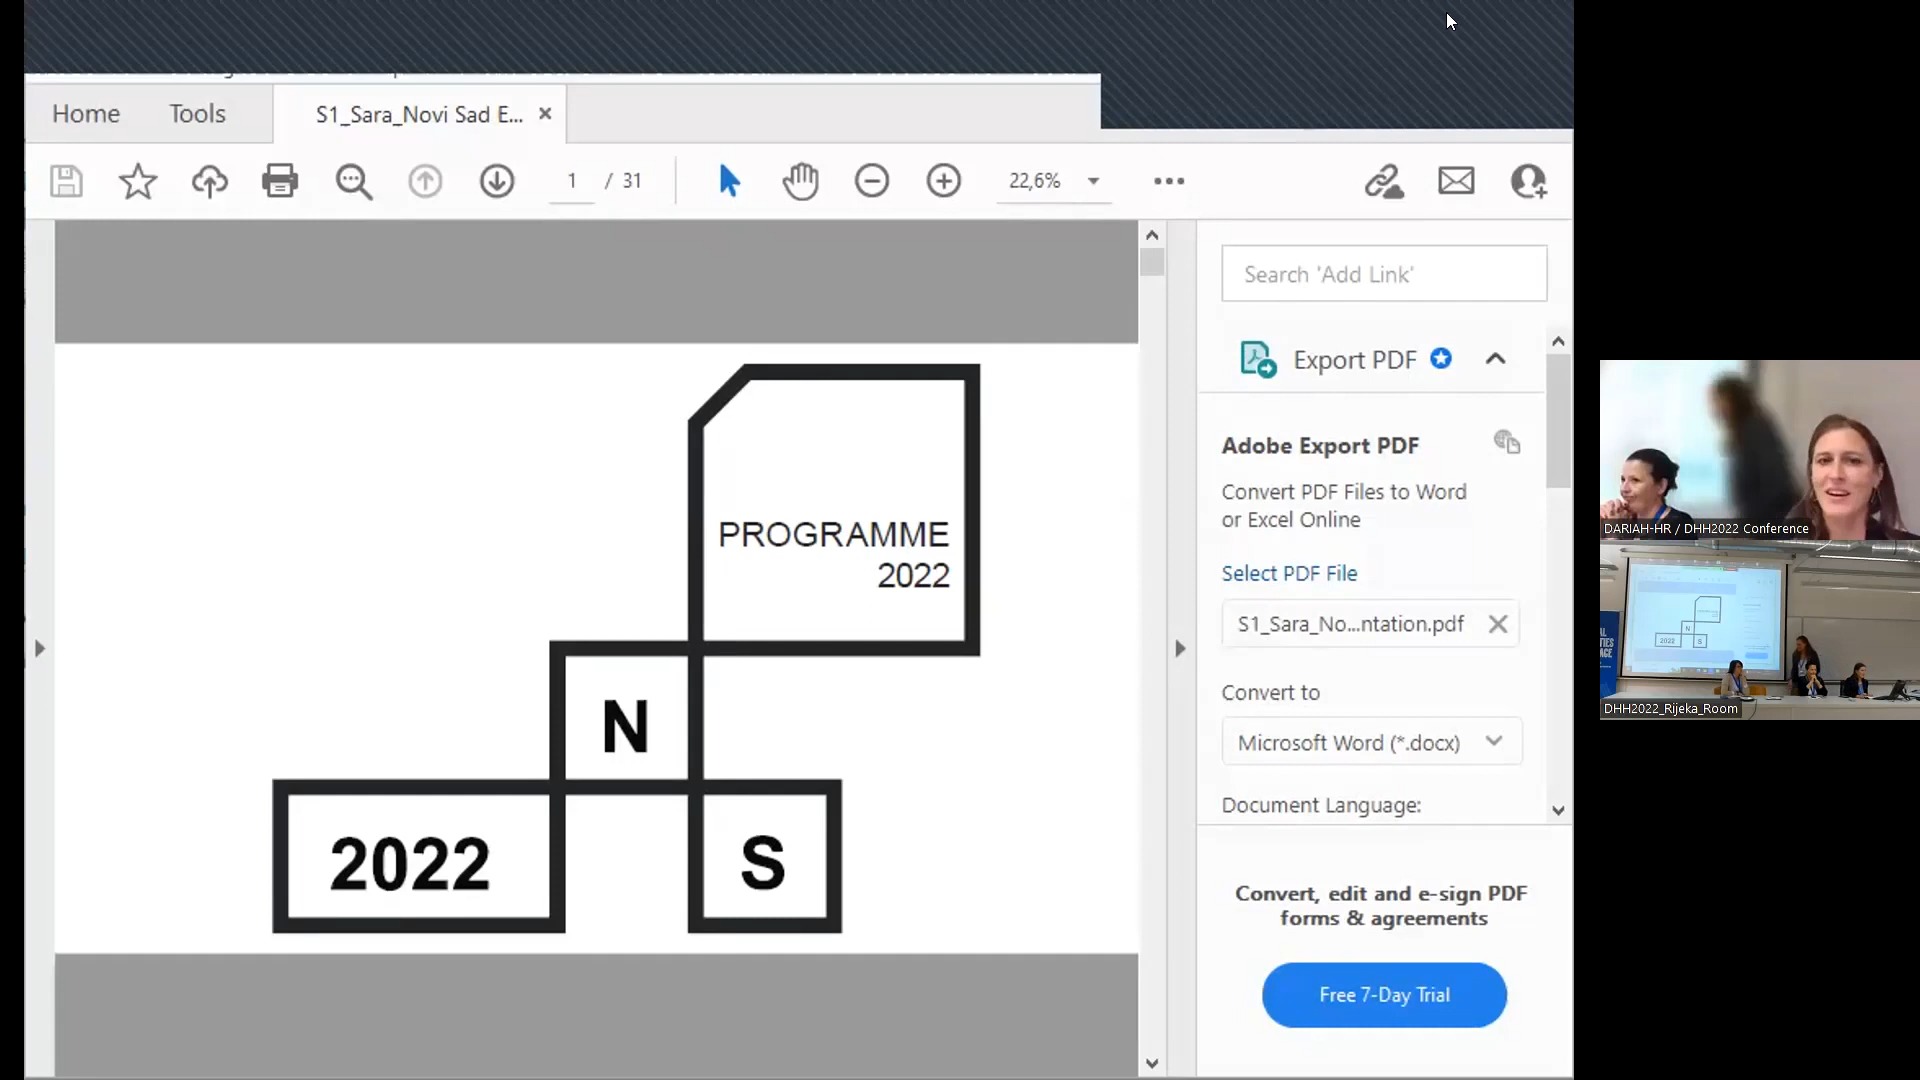 Home
Tools
S1_Sara_Novi Sad E...
1 / 31
22,6%
PROGRAMME
2022
N
2022
S
Search 'Add Link'
Export PDF
Adobe Export PDF
Convert PDF Files to Word
or Excel Online
Select PDF File
S1_Sara_No...ntation.pdf
Convert to
Microsoft Word (*.docx)
Document Language:
Convert, edit and e-sign PDF
forms & agreements
Free 7-Day Trial
DARIAH-HR / DHH2022 Conference
2022
N
S
DHH2022_Rijeka_Room